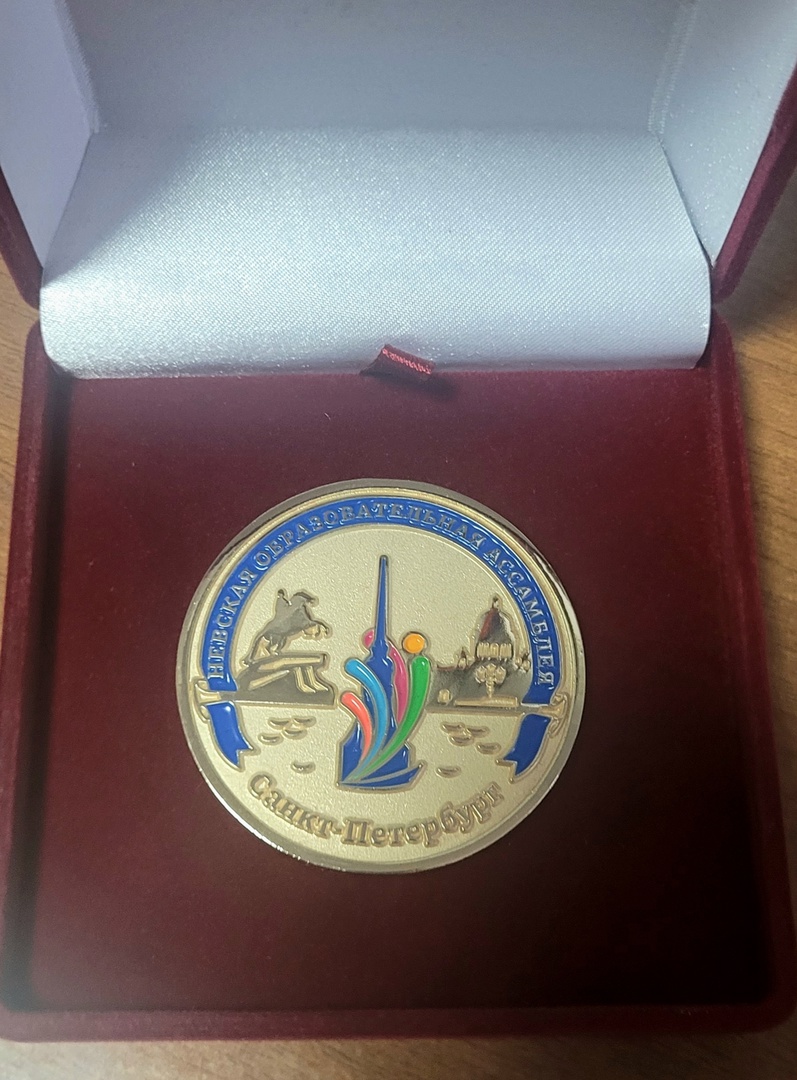 НЕВСКАЯ ОБРАЗОВАТЕЛЬНАЯ АССАМБЛЕЯ
Санкт-Петербург